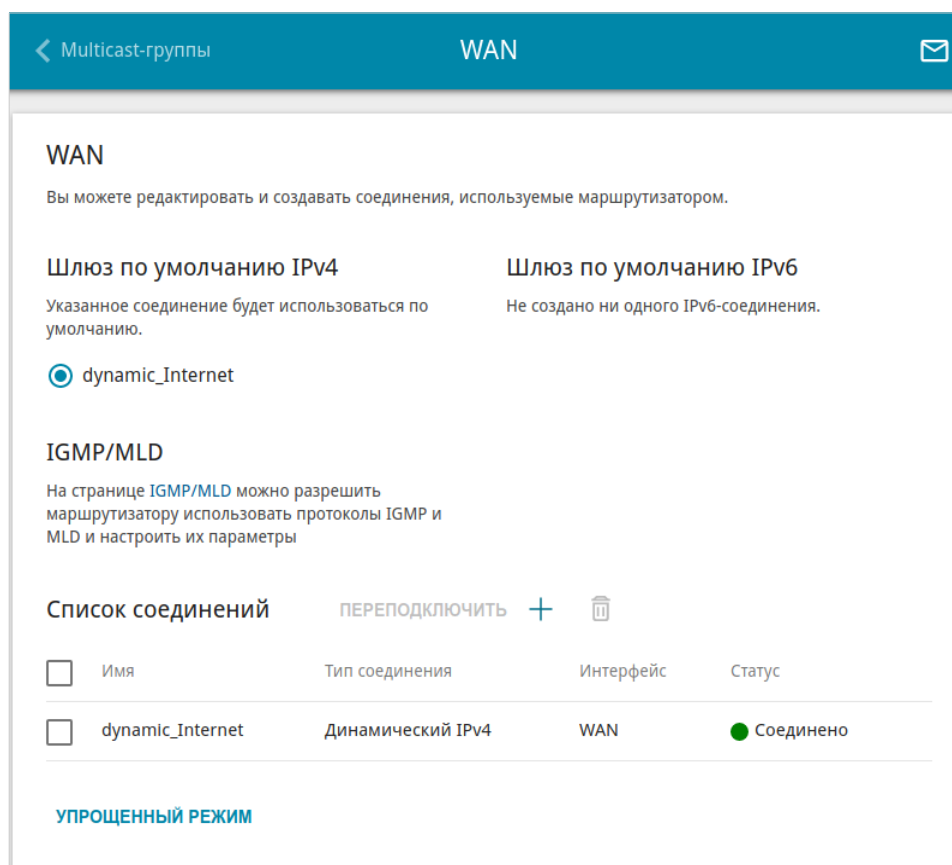 Multicast-группы
WAN
WAN
Вы можете редактировать и создавать соединения, используемые маршрутизатором.
Шлюз по умолчанию IPv4
Указанное соединение будет использоваться по
умолчанию.
dynamic_Internet
Шлюз по умолчанию IPv6
Не создано ни одного IPv6-соединения.
IGMP/MLD
На странице IGMP/MLD можно разрешить
маршрутизатору использовать протоколы IGMP и
MLD и настроить их параметры
Список соединений ПЕРЕПОДКЛЮЧИТЬ
Имя Тип соединения Интерфейс Статус
dynamic_Internet Динамический IPv4 WAN Соединено
УПРОЩЕННЫЙ РЕЖИМ